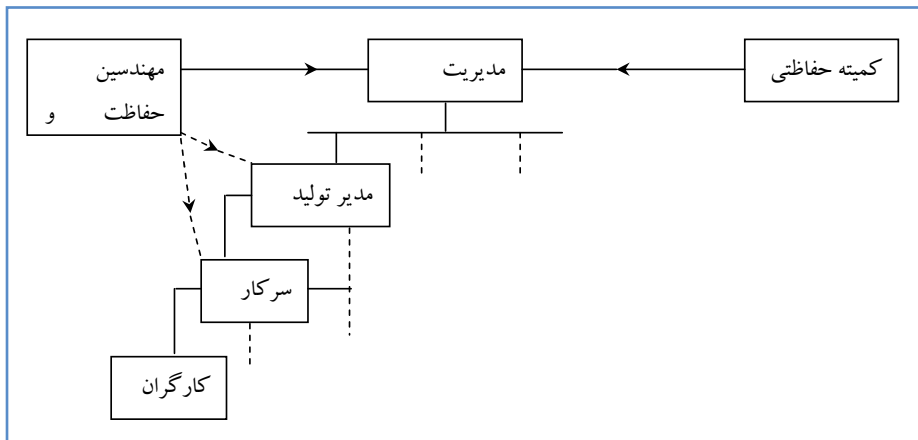 کمیته حفاظتی
مدیریت
مهندسین
حفاظت و
مدیر تولید
سرکار
کارگران